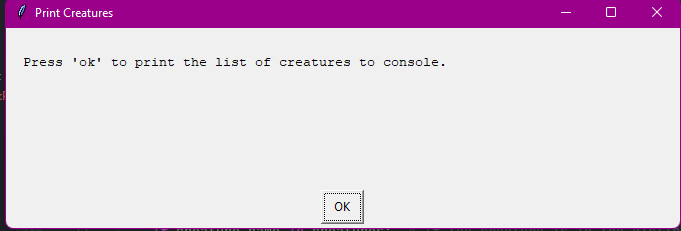 Print Creatures
Press 'ok' to print the list of creatures to console.
OK